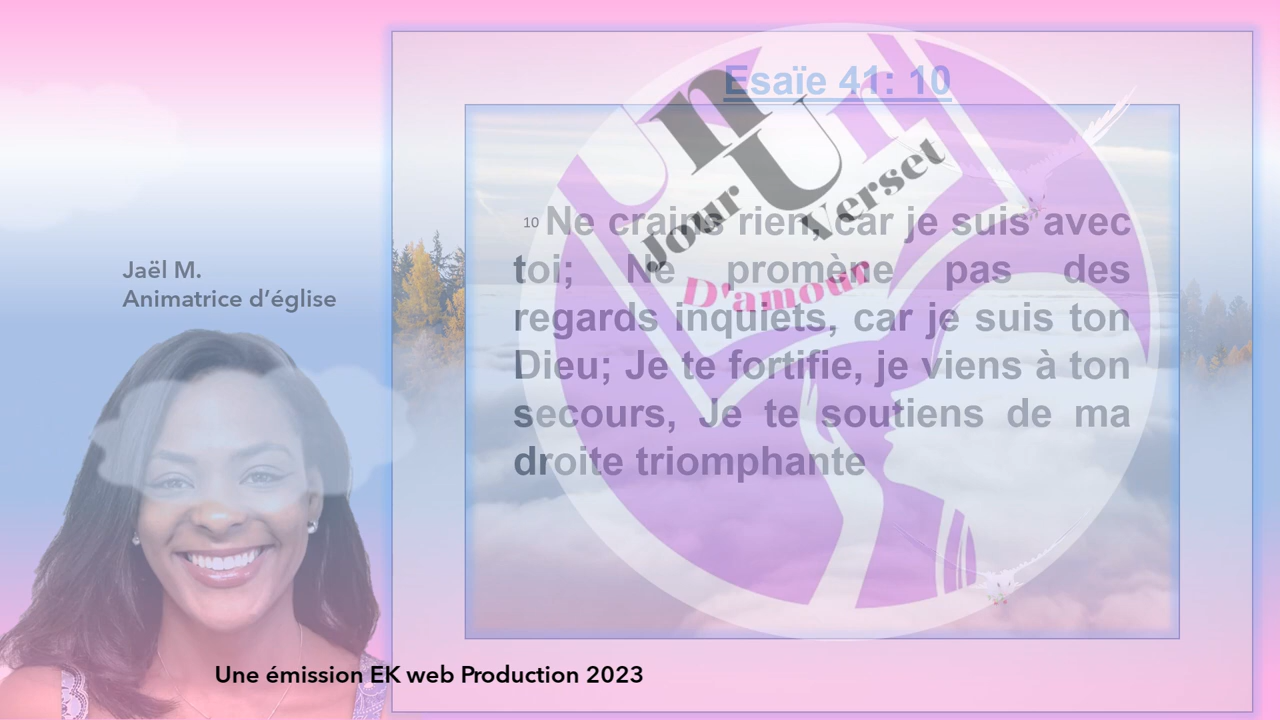 Esaïe 41: 10
Un
Jour
Un
Verset
D'amour
10 Ne crains rien, car je suis avec
toi; Ne promène pas des
regards inquiets, car je suis ton
Dieu; Je te fortifie, je viens à ton
secours, Je te soutiens de ma
droite triomphante
Jaël M.
Animatrice d’église
Une émission EK web Production 2023